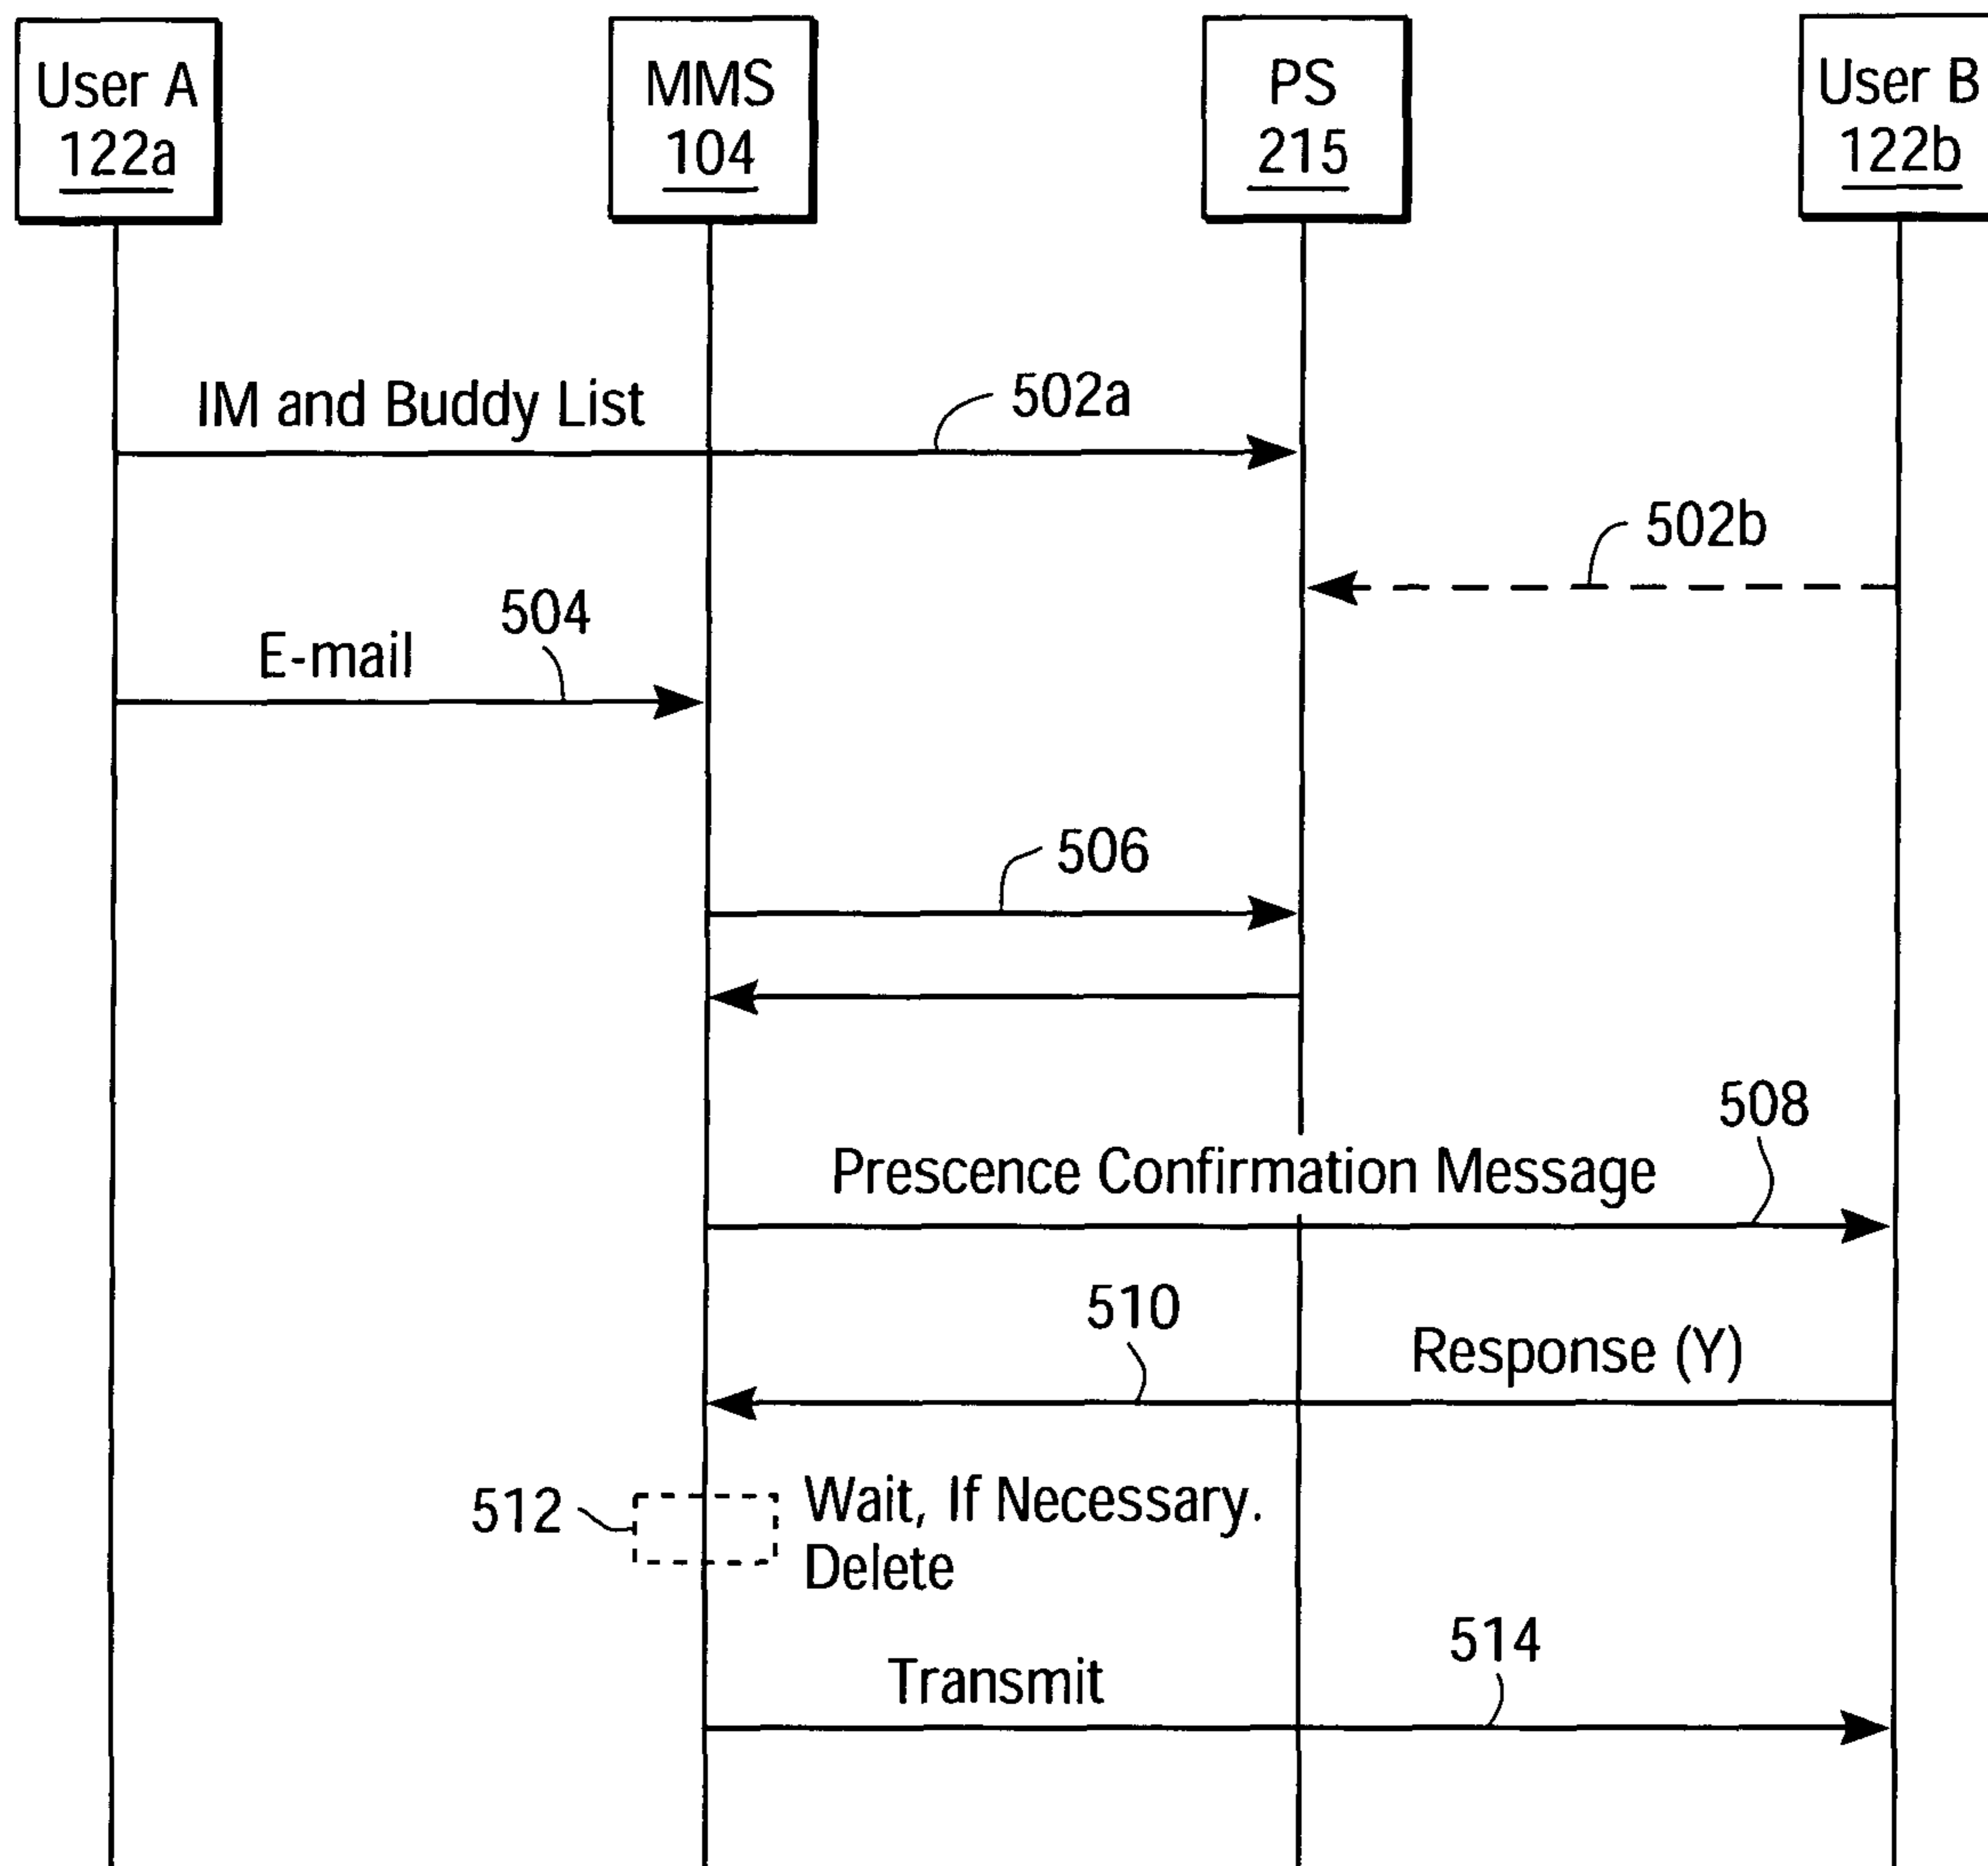 User A
122a
MMS
104
PS
215
User B
122b
IM and Buddy List
502a
502b
504
E-mail
506
508
Prescence Confirmation Message
510
Response (Y)
512
Wait, If Necessary.
Delete
514
Transmit